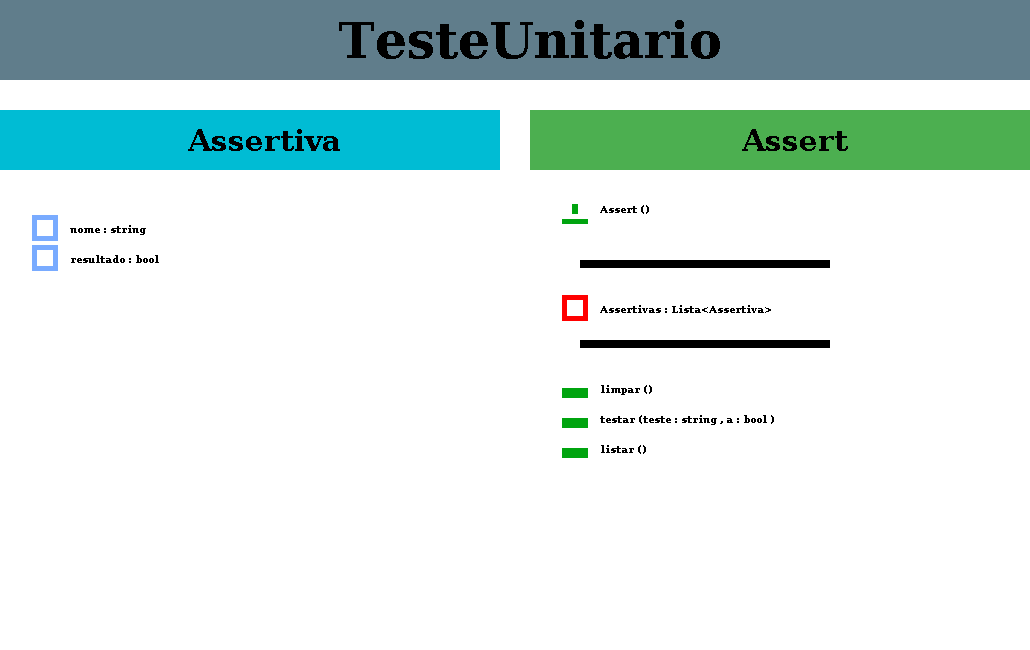 TesteUnitario
Assertiva
nome : string
resultado : bool
Assert
Assert ()
Assertivas : Lista<Assertiva>
limpar ()
testar (teste : string , a : bool )
listar ()